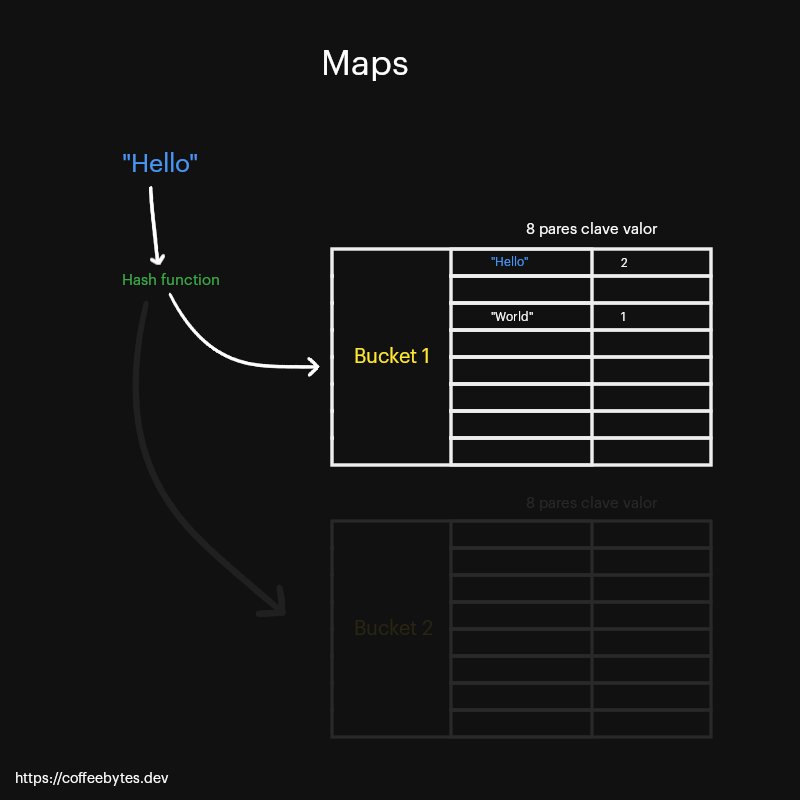 Maps
"Hello"
Hash function
8 pares clave valor
Bucket 1
"Hello" 2
"World" 1
8 pares clave valor
Bucket 2
https://coffeebytes.dev